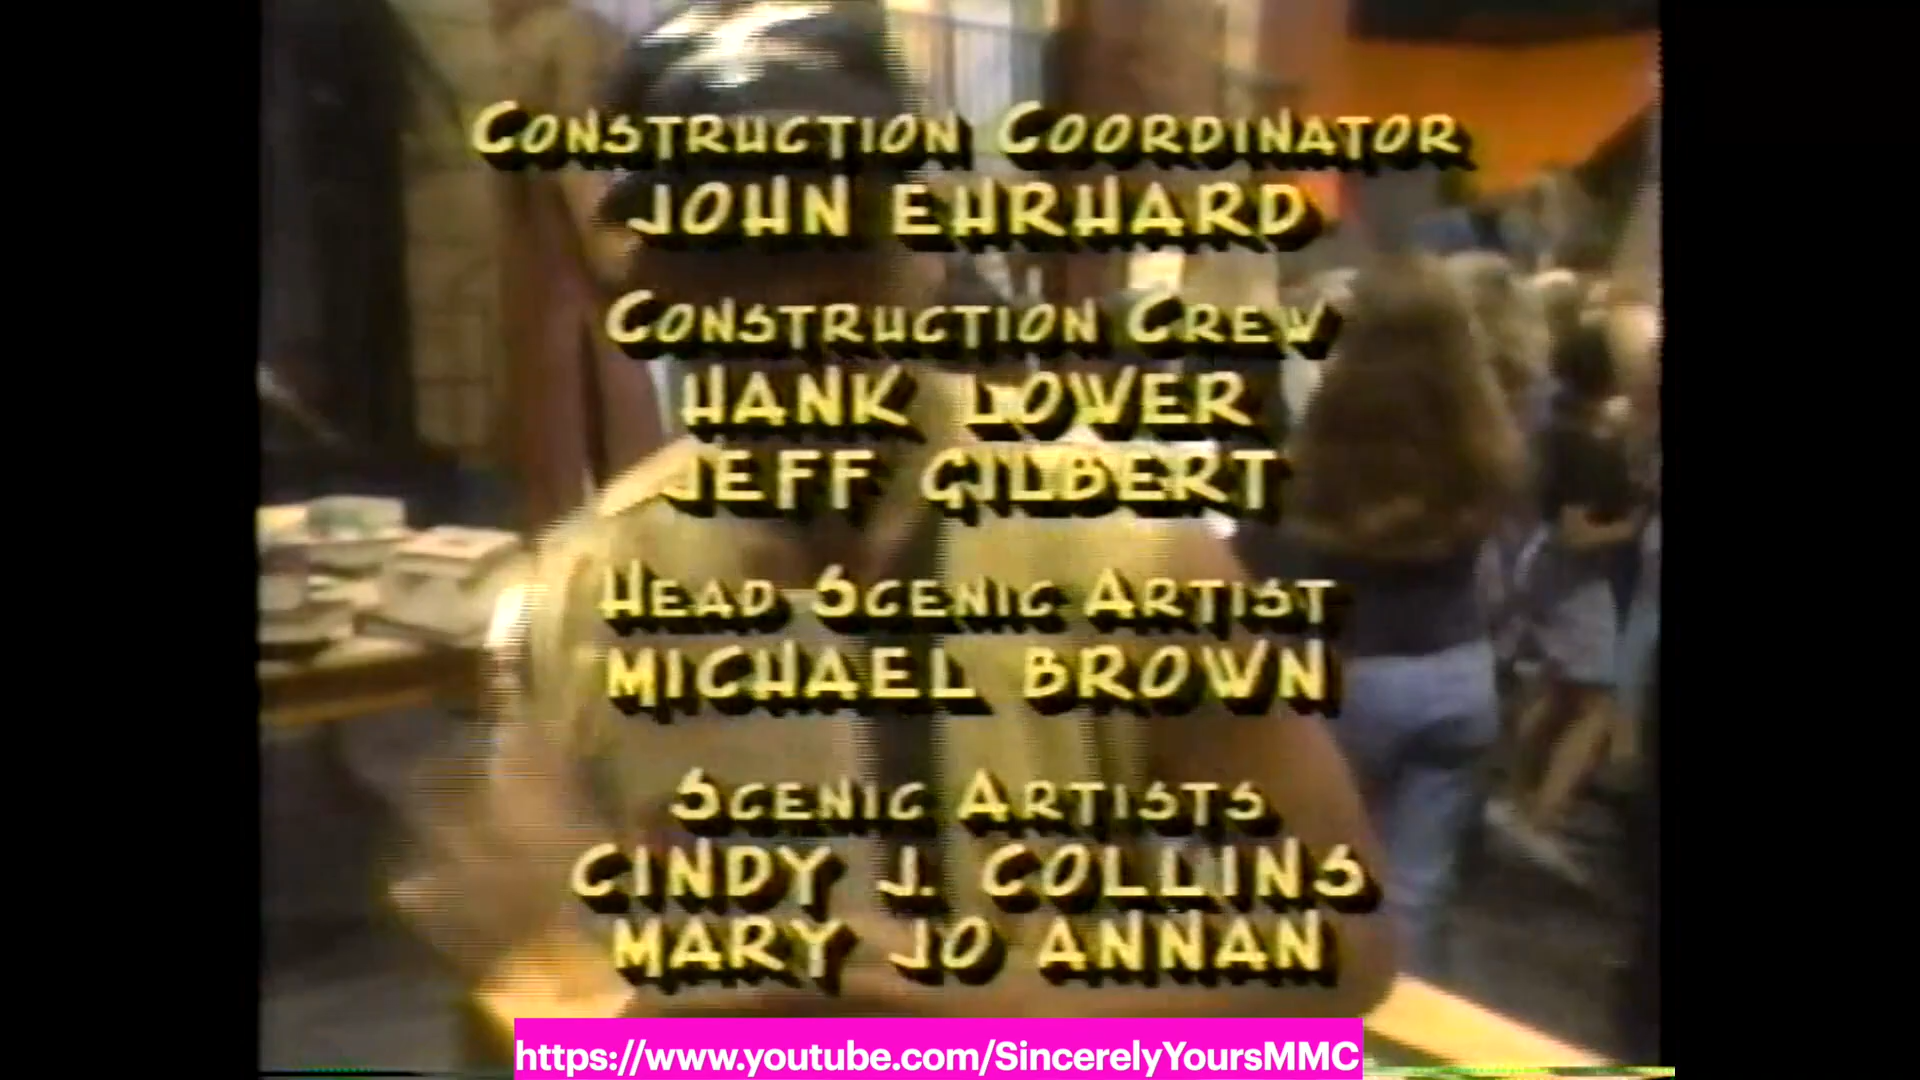 CONSTRUCTION COORDINATOR
JOHN EHRHARD
CONSTRUCTION CREW
HANK LOWER
JEFF GILBERT
HEAD SCENIC ARTIST
MICHAEL BROWN
SCENIC ARTISTS
CINDY J. COLLINS
MARY JO ANNAN
https://www.youtube.com/SincerelyYoursMMC